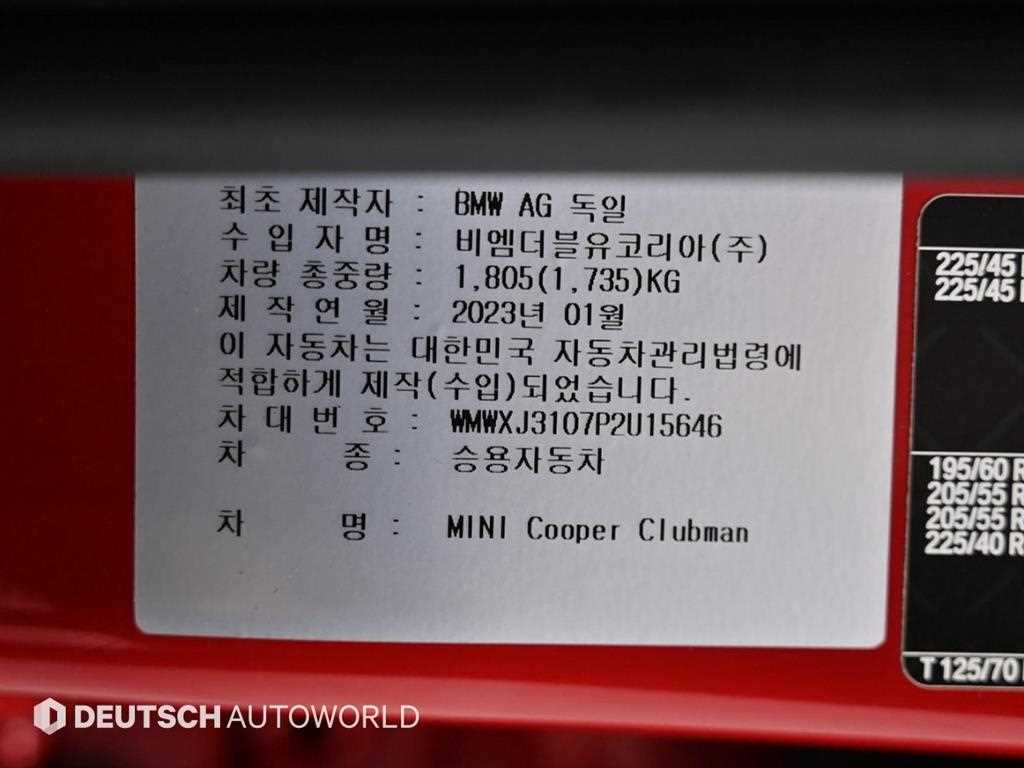 최초 제작자 : BMW AG 독일
수 입 자 명 : 비엠더블유코리아(주)
차량 총중량 : 1,805(1,735)KG
제 작 연 월 : 2023년 01월
이 자동차는 대한민국 자동차관리법령에
적합하게 제작(수입)되었습니다.
차 대 번 호 : WMWXJ3107P2U15646
차 종 : 승용자동차
차 명 : MINI Cooper Clubman
225/45
225/45
195/60 R
205/55 R
205/55 R
225/40 R
T 125/70
DEUTSCH AUTOWORLD